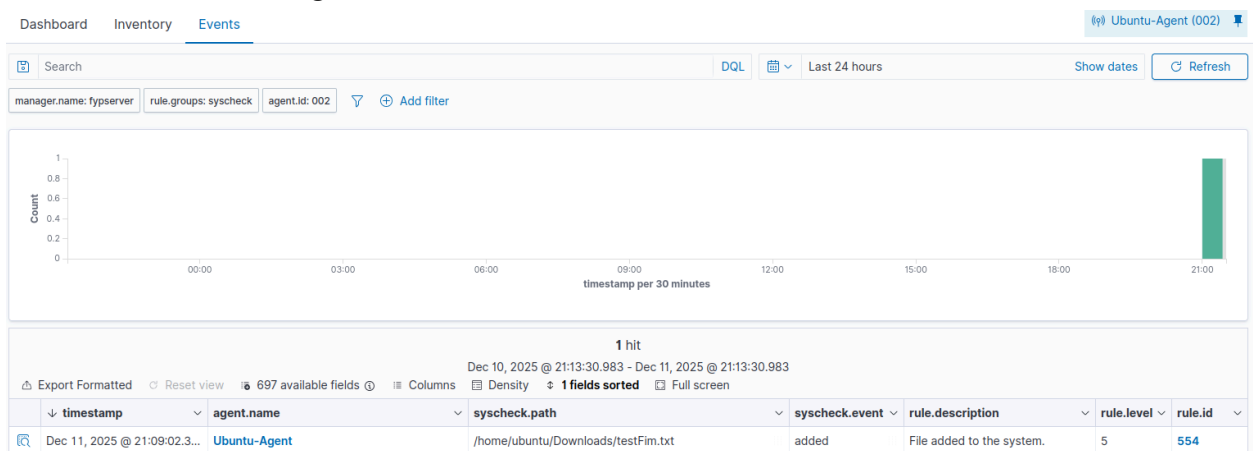 Dashboard Inventory Events Ubuntu-Agent (002)
Search DQL Last 24 hours Show dates Refresh
manager.name: fypserver rule.groups: syscheck agent.id: 002 Add filter
1
0.8
0.6
0.4
0.2
0
Count
00:00 03:00 06:00 09:00 12:00 15:00 18:00 21:00
timestamp per 30 minutes
1 hit
Dec 10, 2025 @ 21:13:30.983 - Dec 11, 2025 @ 21:13:30.983
Export Formatted Reset view 697 available fields Columns Density 1 fields sorted Full screen
timestamp agent.name syscheck.path syscheck.event rule.description rule.level rule.id
Dec 11, 2025 @ 21:09:02.3... Ubuntu-Agent /home/ubuntu/Downloads/testFim.txt added File added to the system. 5 554